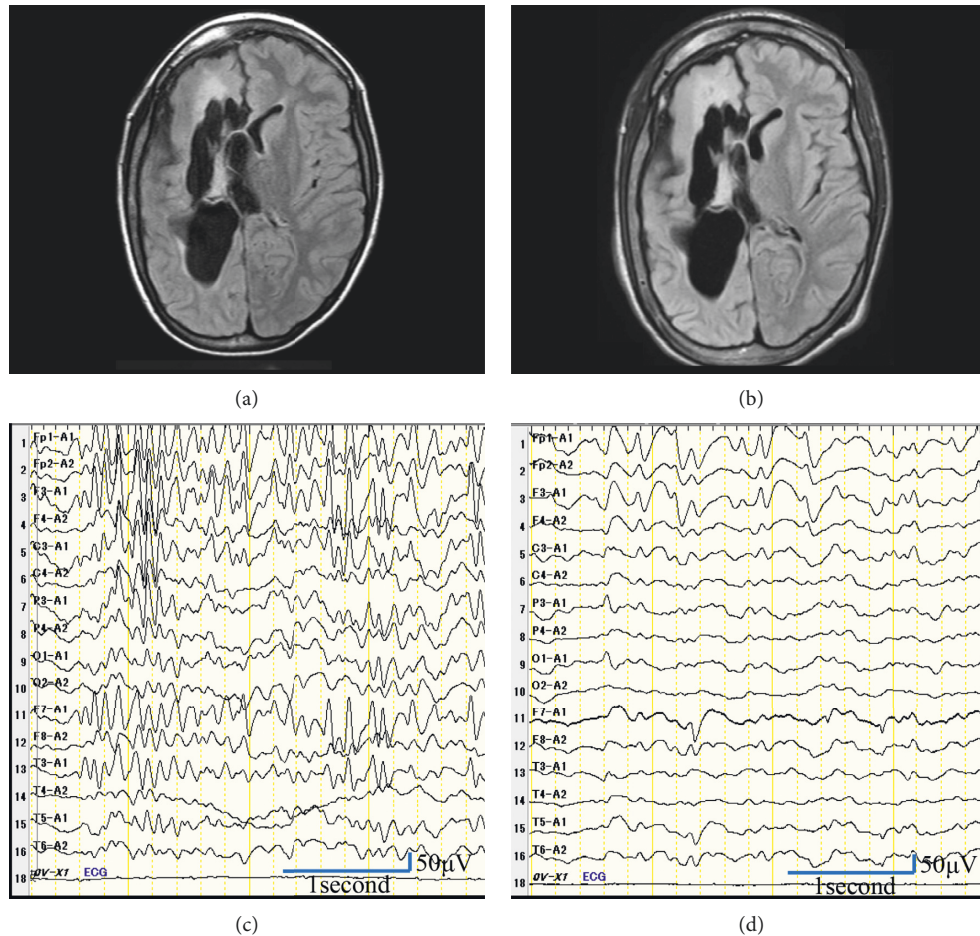 (a)
(b)
1 Fp1-A1
2 Fp2-A2
3 F3-A1
4 F4-A2
5 C3-A1
6 C4-A2
7 P3-A1
8 P4-A2
9 O1-A1
10 O2-A2
11 F7-A1
12 F8-A2
13 T3-A1
14 T4-A2
15 T5-A1
16 T6-A2
18 0V-X1 ECG
50μV
1second
1 Fp1-A1
2 Fp2-A2
3 F3-A1
4 F4-A2
5 C3-A1
6 C4-A2
7 P3-A1
8 P4-A2
9 O1-A1
10 O2-A2
11 F7-A1
12 F8-A2
13 T3-A1
14 T4-A2
15 T5-A1
16 T6-A2
18 0V-X1 ECG
50μV
1second
(c)
(d)